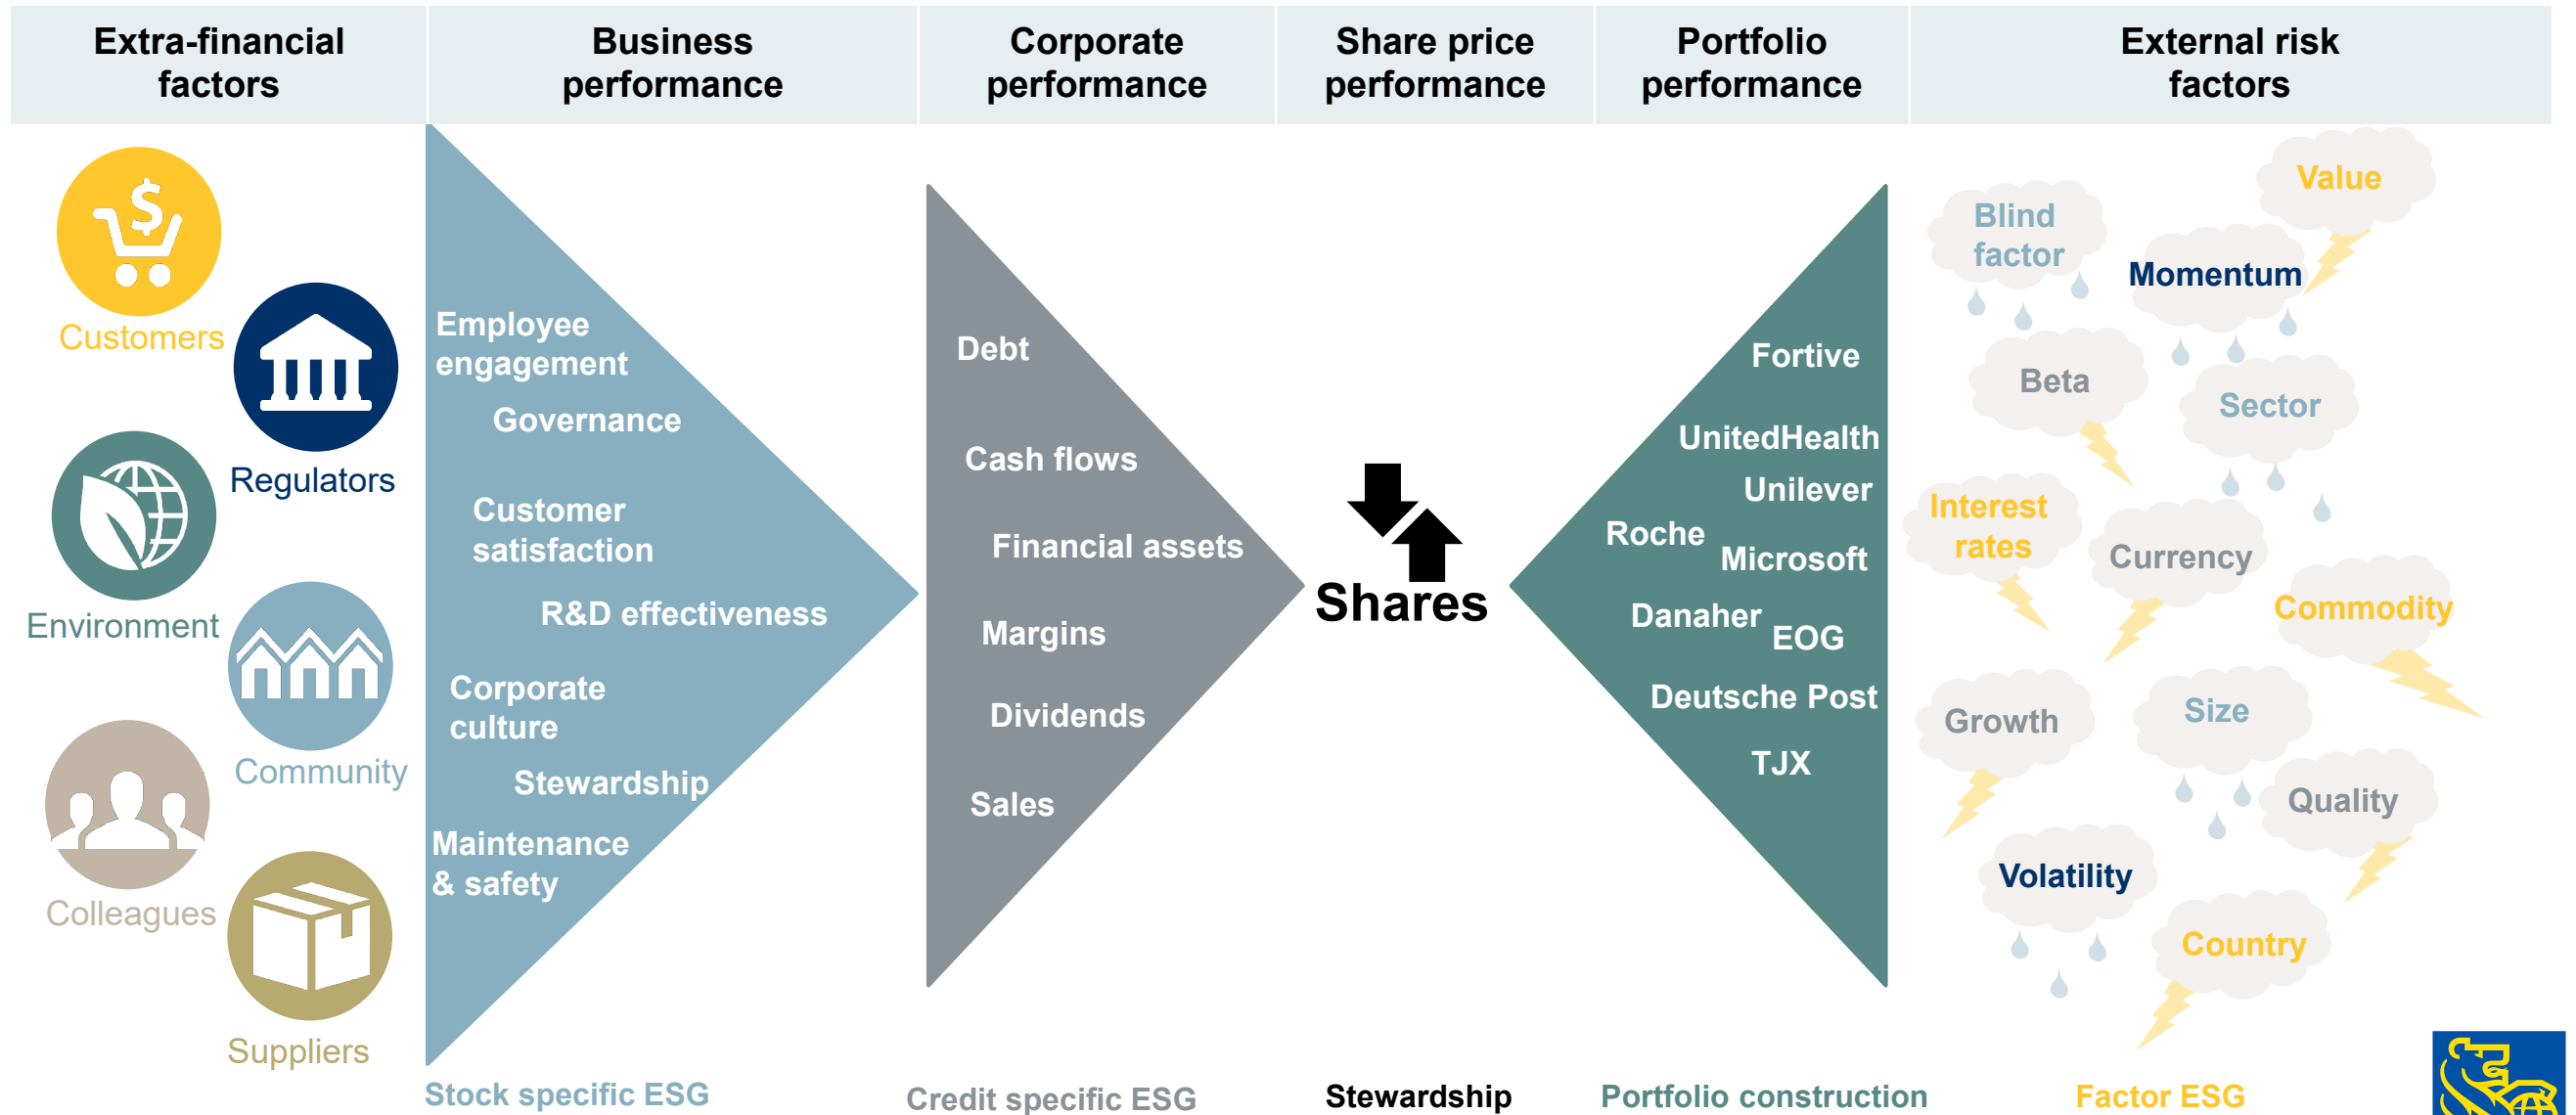 Extra-financial
factors
Business
performance
Corporate
performance
Share price
performance
Portfolio
performance
External risk
factors
$
Customers
Regulators
Environment
Community
Colleagues
Suppliers
Employee
engagement
Governance
Customer
satisfaction
R&D effectiveness
Corporate
culture
Stewardship
Maintenance
& safety
Debt
Cash flows
Financial assets
Margins
Dividends
Sales
Shares
Fortive
UnitedHealth
Unilever
Roche
Microsoft
Danaher
EOG
Deutsche Post
TJX
Value
Blind
factor
Momentum
Beta
Sector
Interest
rates
Currency
Commodity
Growth
Size
Quality
Volatility
Country
Stock specific ESG
Credit specific ESG
Stewardship
Portfolio construction
Factor ESG